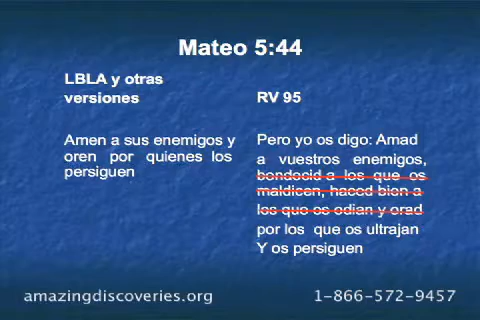 Mateo 5:44
LBLA y otras
versiones
Amen a sus enemigos y
oren por quienes los
persiguen
RV 95
Pero yo os digo: Amad
a vuestros enemigos,
bendecid a los que os
maldicen, haced bien a
los que os odian y orad
por los que os ultrajan
Y os persiguen
amazingdiscoveries.org
1-866-572-9457